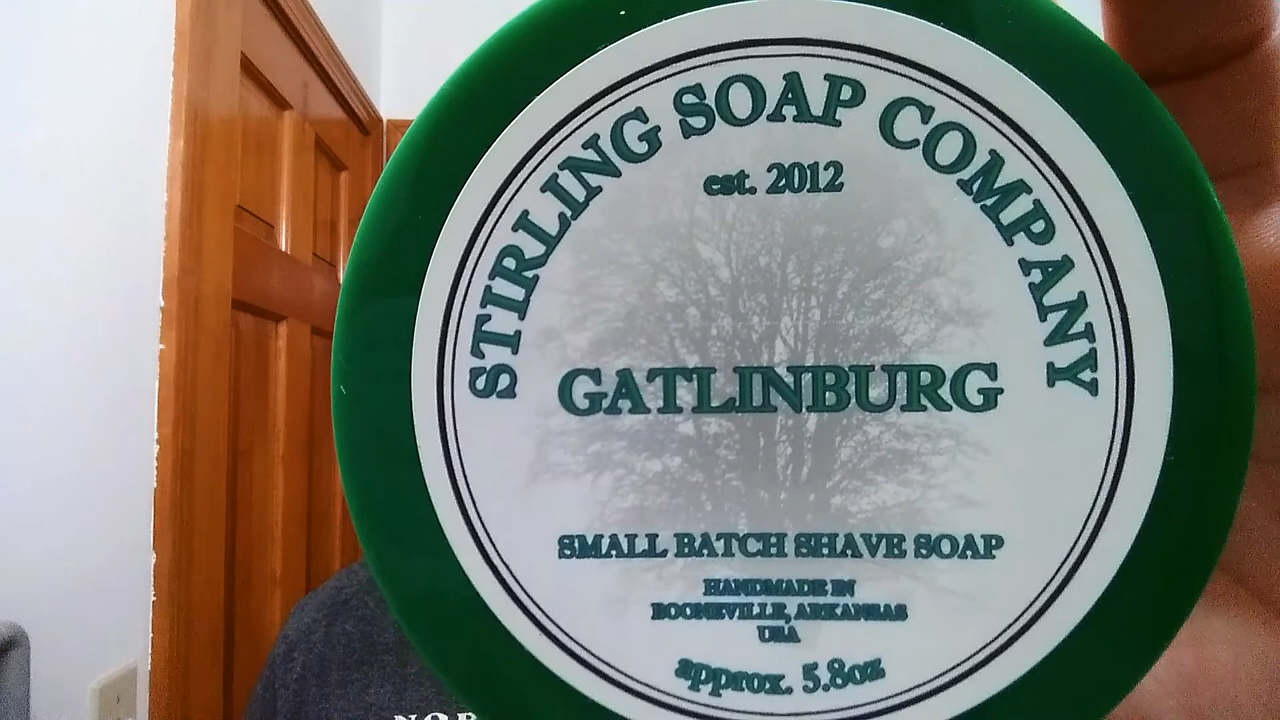 STIRLING SOAP COMPANY
est. 2012
GATLINBURG
SMALL BATCH SHAVE SOAP
HANDMADE IN
BOONEVILLE, ARKANSAS
USA
approx. 5.8oz